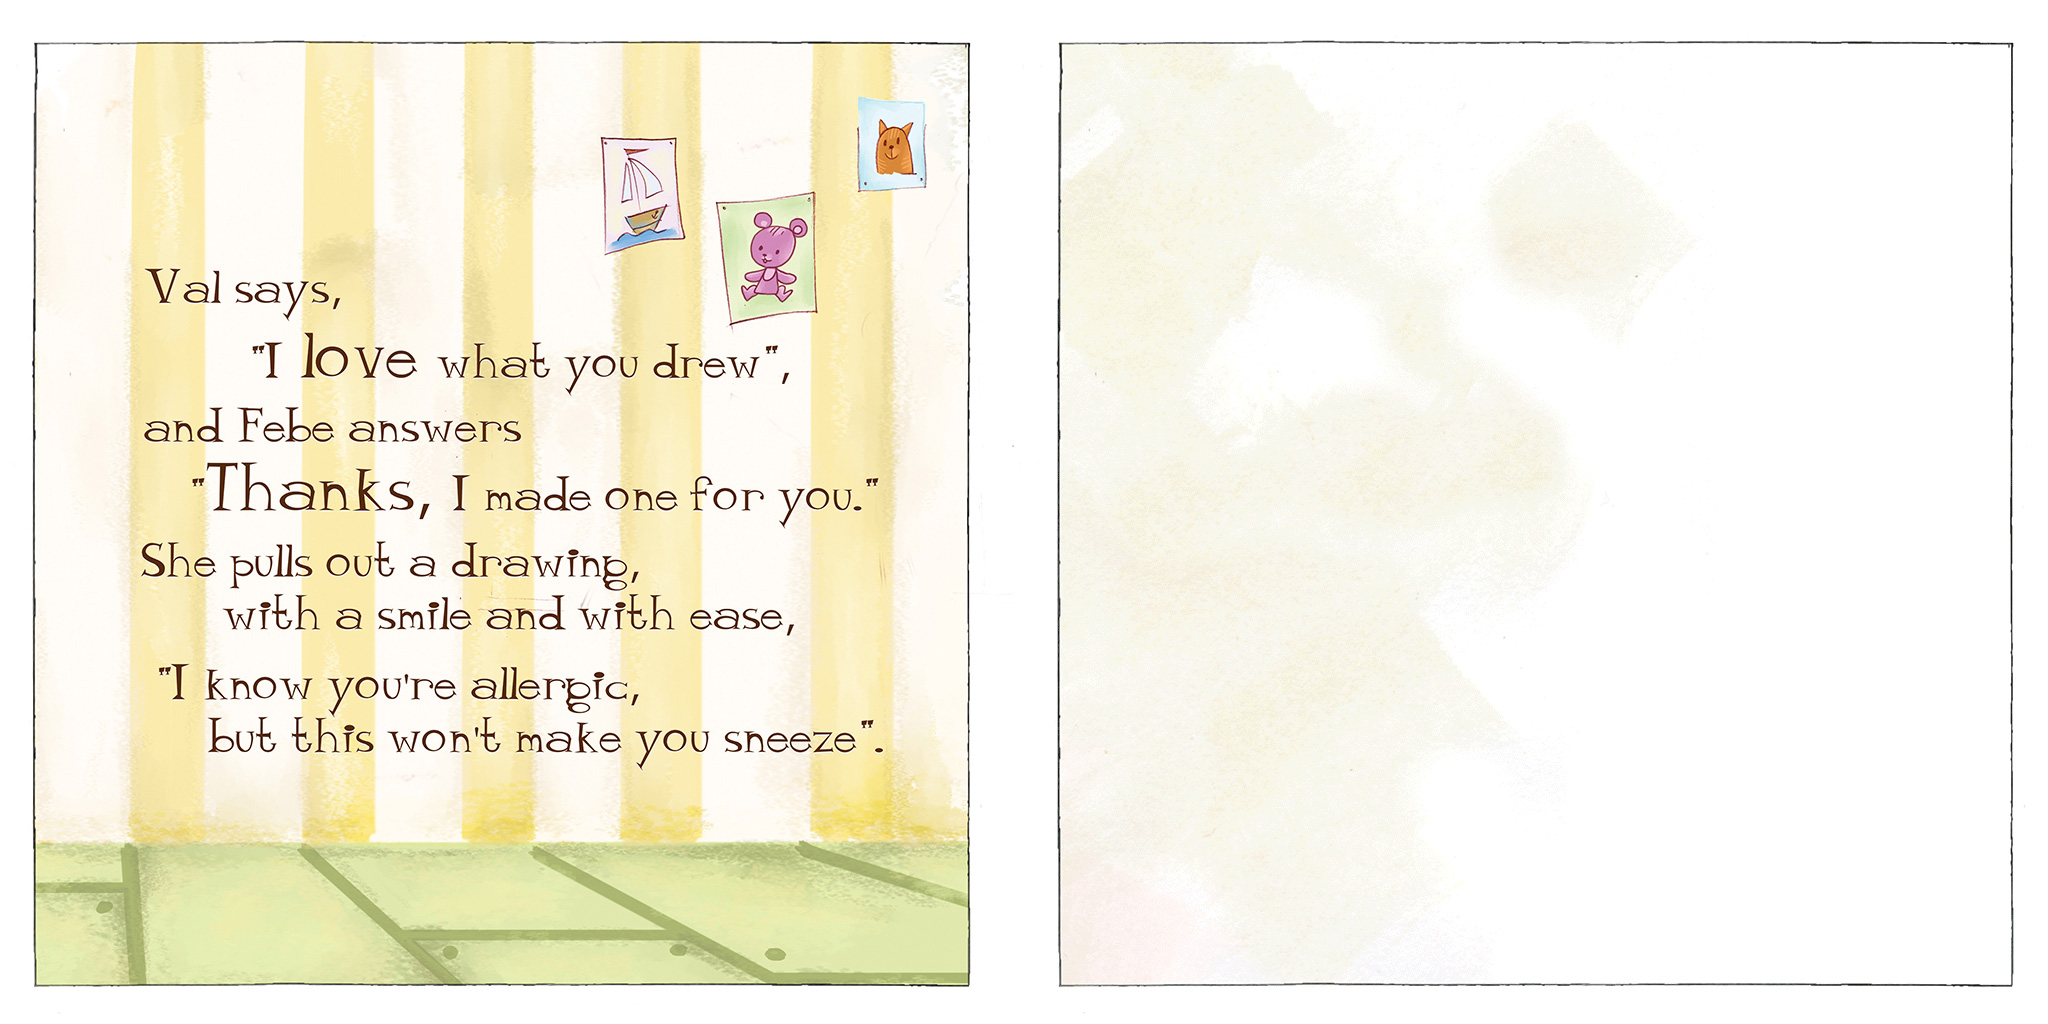 Val says,
"I love what you drew",
and Febe answers
"Thanks, I made one for you."
She pulls out a drawing,
with a smile and with ease,
"I know you're allergic,
but this won't make you sneeze".